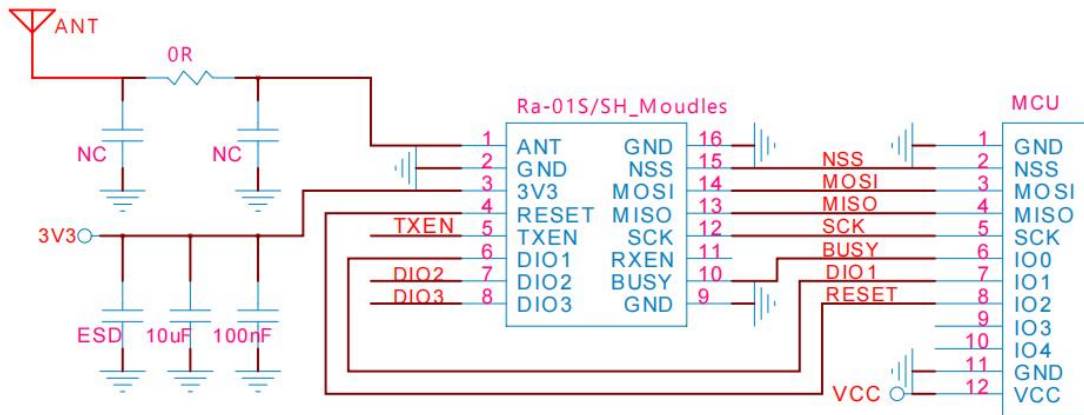 ANT
0R
NC
NC
3V3
ESD
10uF
100nF
Ra-01S/SH_Moudles
1 ANT GND 16
2 GND NSS 15
3 3V3 MOSI 14
4 RESET MISO 13
5 TXEN SCK 12
6 DIO1 RXEN 11
7 DIO2 BUSY 10
8 DIO3 GND 9
TXEN
DIO2
DIO3
NSS
MOSI
MISO
SCK
BUSY
DIO1
RESET
VCC
MCU
1 GND
2 NSS
3 MOSI
4 MISO
5 SCK
6 IO0
7 IO1
8 IO2
9 IO3
10 IO4
11 GND
12 VCC